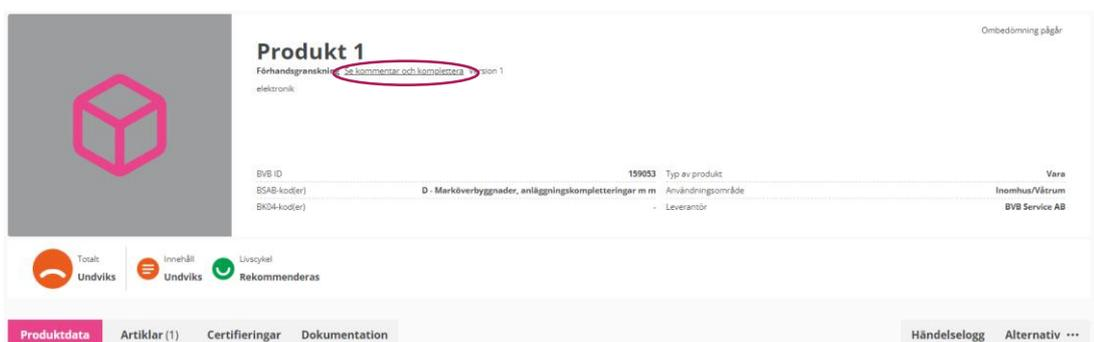 Ombedömning pågår
Produkt 1
Förhandsgranskning Se kommentar och komplettera Version 1
elektronik
BVB ID 159053 Typ av produkt Vara
BSAB-kod(er) D - Marköverbyggnader, anläggningskompletteringar m m Användningsområde Inomhus/Våtrum
BK04-kod(er) - Leverantör BVB Service AB
Totalt Innehåll Livscykel
Undviks Undviks Rekommenderas
Produktdata Artiklar (1) Certifieringar Dokumentation Händelselogg Alternativ ···